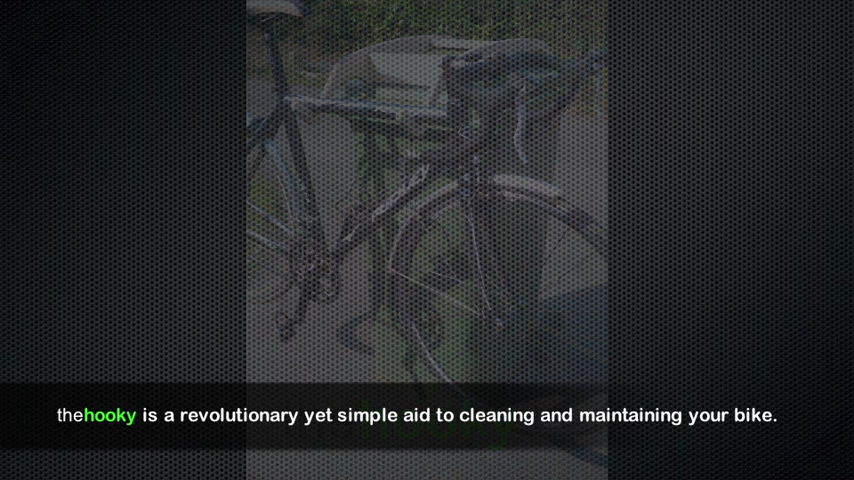 thehooky is a revolutionary yet simple aid to cleaning and maintaining your bike.